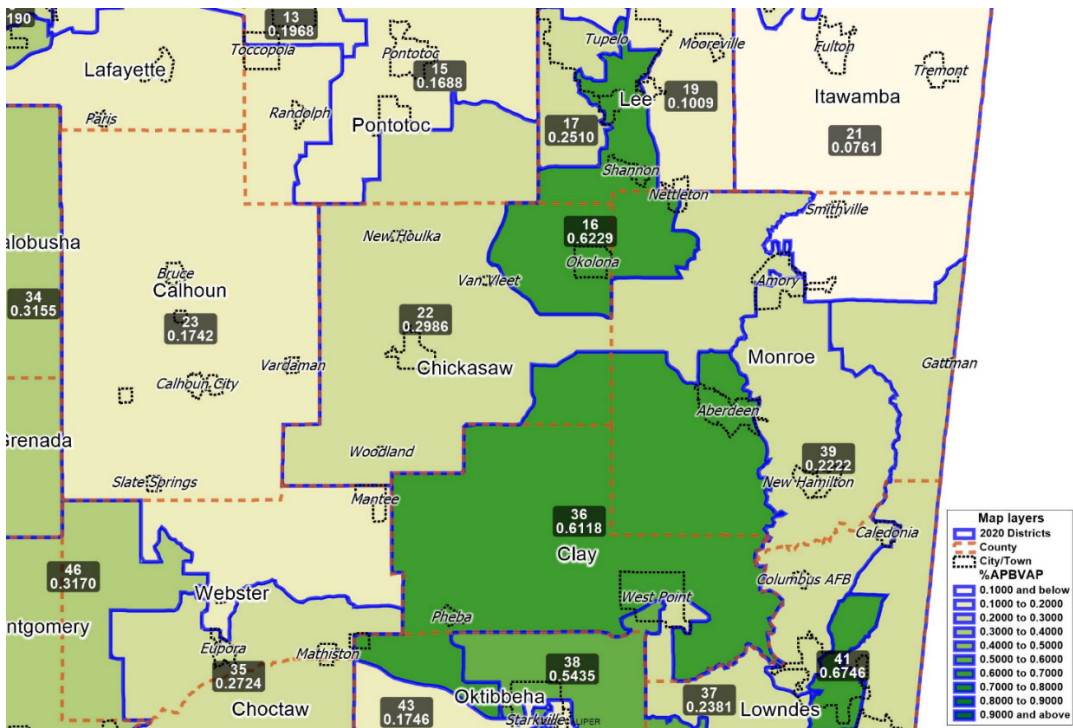 190
13
0.1968
Toccopola
Pontotoc
15
0.1688
Tupelo
Mooreville
Fulton
Tremont
Lafayette
Lee
19
0.1009
Itawamba
Paris
Randolph
Pontotoc
17
0.2510
21
0.0761
Shannon
Nettleton
Smithville
16
0.6229
New Houlka
Okolona
alobusha
Bruce
Calhoun
Van Vleet
Amory
34
0.3155
23
0.1742
22
0.2986
Vardaman
Chickasaw
Monroe
Gattman
Calhoun City
Aberdeen
Grenada
Woodland
39
0.2222
New Hamilton
Slate Springs
Mantee
36
0.6118
Clay
Caledonia
46
0.3170
Webster
Columbus AFB
West Point
Pheba
ntgomery
Eupora
Mathiston
35
0.2724
38
0.5435
41
0.6746
Choctaw
43
0.1746
Oktibbeha
Starkville
37
0.2381
Lowndes
Map layers
2020 Districts
County
City/Town
%APBVAP
0.1000 and below
0.1000 to 0.2000
0.2000 to 0.3000
0.3000 to 0.4000
0.4000 to 0.5000
0.5000 to 0.6000
0.6000 to 0.7000
0.7000 to 0.8000
0.8000 to 0.9000
0.9000 and above